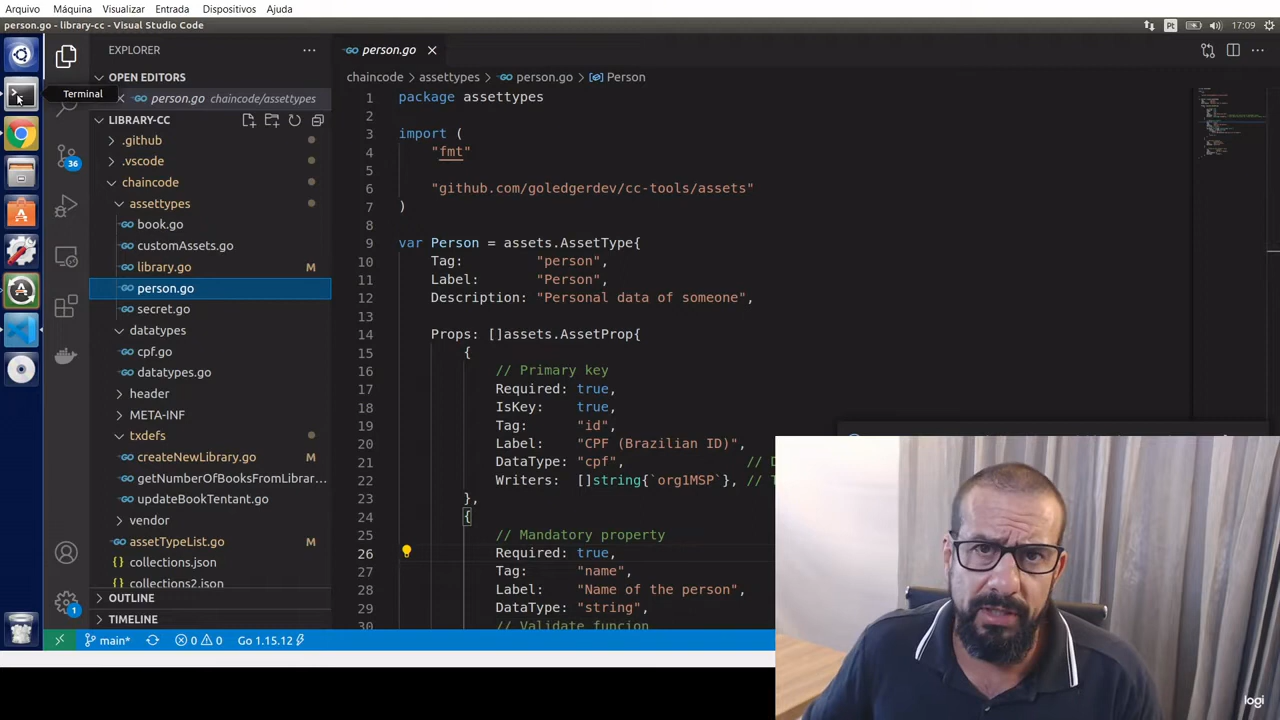 Arquivo Máquina Visualizar Entrada Dispositivos Ajuda
person.go - library-cc - Visual Studio Code
Pt
17:09
Terminal
EXPLORER
OPEN EDITORS
person.go chaincode/assettypes
LIBRARY-CC
.github
.vscode
36
chaincode
assettypes
book.go
customAssets.go
library.go M
person.go
secret.go
datatypes
cpf.go
datatypes.go
header
META-INF
txdefs
createNewLibrary.go M
getNumberOfBooksFromLibrar...
updateBookTentant.go
vendor
assetTypeList.go M
collections.json
collections2.json
OUTLINE
TIMELINE
1
person.go
chaincode > assettypes > person.go > Person
1 package assettypes
2
3 import (
4 "fmt"
5
6 "github.com/goledgerdev/cc-tools/assets"
7 )
8
9 var Person = assets.AssetType{
10 Tag: "person",
11 Label: "Person",
12 Description: "Personal data of someone",
13
14 Props: []assets.AssetProp{
15 {
16 // Primary key
17 Required: true,
18 IsKey: true,
19 Tag: "id",
20 Label: "CPF (Brazilian ID)",
21 DataType: "cpf", // D
22 Writers: []string{`org1MSP`}, // T
23 },
24 {
25 // Mandatory property
26 Required: true,
27 Tag: "name",
28 Label: "Name of the person",
29 DataType: "string",
30 // Validate funcion
main* 0 0 Go 1.15.12
logi